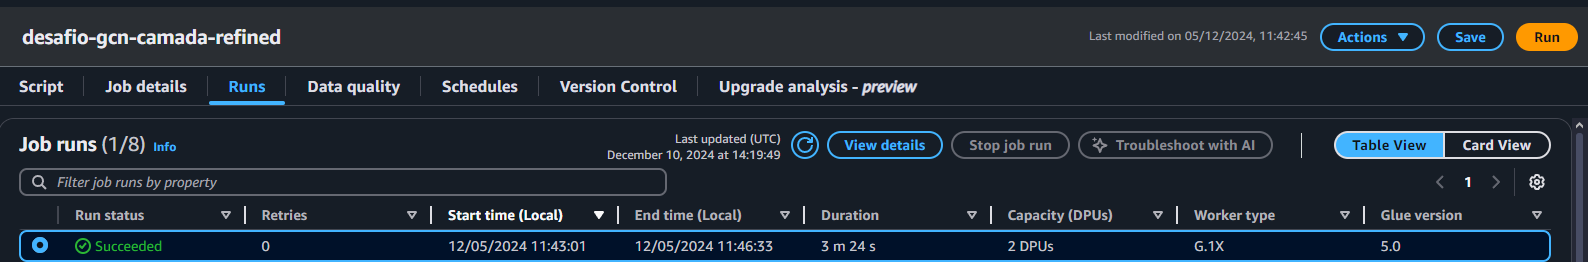 desafio-gcn-camada-refined
Last modified on 05/12/2024, 11:42:45
Actions
Save
Run
Script
Job details
Runs
Data quality
Schedules
Version Control
Upgrade analysis - preview
Job runs (1/8) Info
Last updated (UTC)
December 10, 2024 at 14:19:49
View details
Stop job run
Troubleshoot with AI
Table View
Card View
Filter job runs by property
1
Run status Retries Start time (Local) End time (Local) Duration Capacity (DPUs) Worker type Glue version
Succeeded 0 12/05/2024 11:43:01 12/05/2024 11:46:33 3 m 24 s 2 DPUs G.1X 5.0